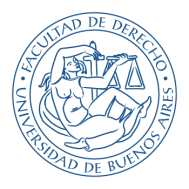 FACULTAD DE DERECHO
UNIVERSIDAD DE BUENOS AIRES